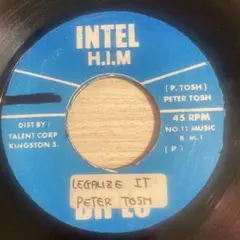 INTEL
H.I.M
(P. TOSH)
PETER TOSH
DIST BY:
TALENT CORP
KINGSTON 5.
45 RPM
NO 11 MUSIC
B.M.1
(P)
LEGALIZE IT
PETER TOSH